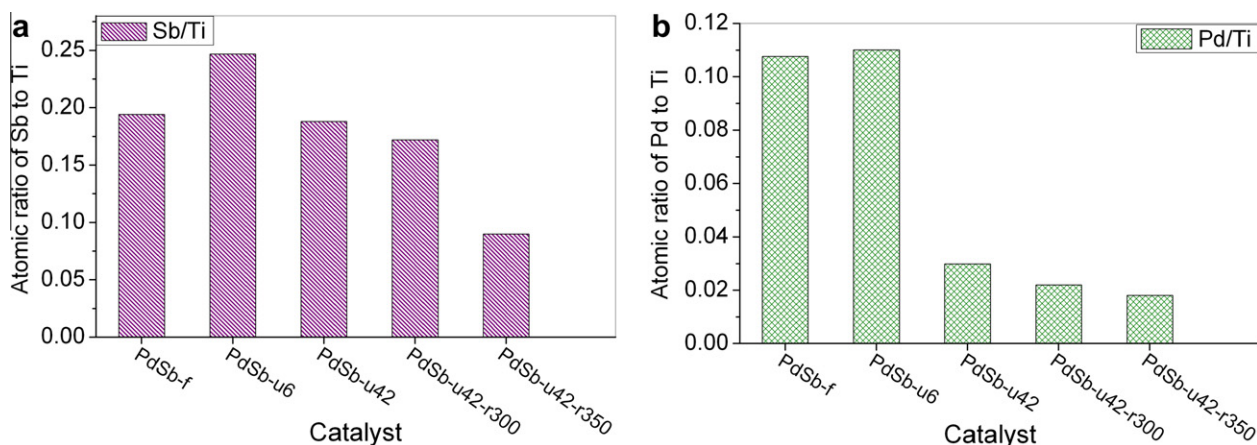 a
Sb/Ti
Atomic ratio of Sb to Ti
0.25
0.20
0.15
0.10
0.05
0.00
PdSb-f
PdSb-u6
PdSb-u42
PdSb-u42-r300
PdSb-u42-r350
Catalyst
b
Pd/Ti
Atomic ratio of Pd to Ti
0.12
0.10
0.08
0.06
0.04
0.02
0.00
PdSb-f
PdSb-u6
PdSb-u42
PdSb-u42-r300
PdSb-u42-r350
Catalyst